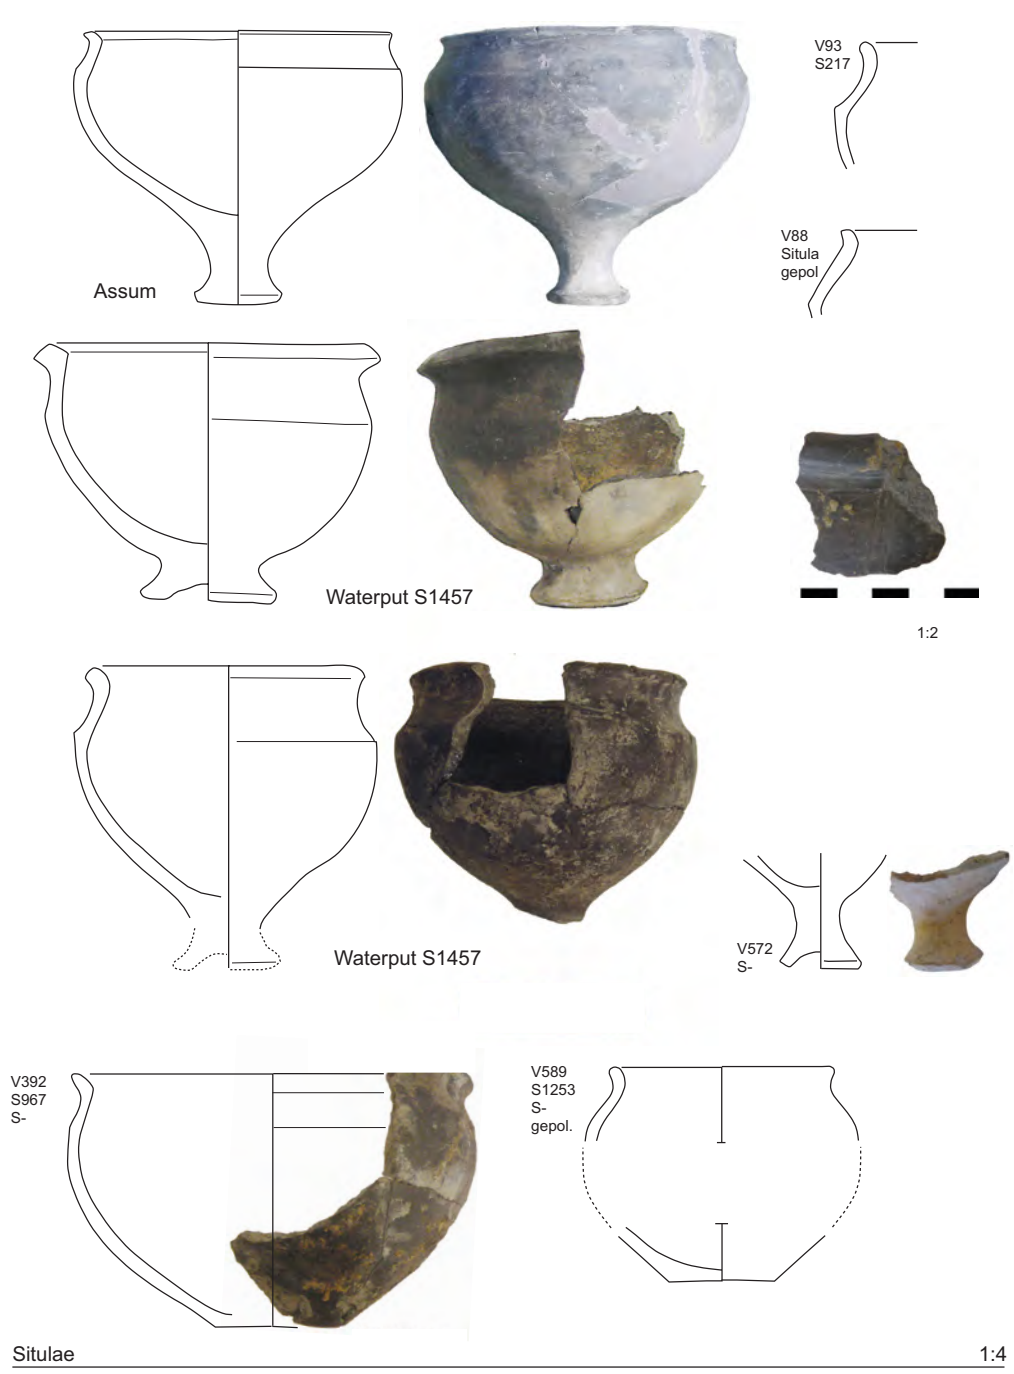 V93
S217
V88
Situla
gepol
Assum
Waterput S1457
1:2
Waterput S1457
V572
S-
V392
S967
S-
V589
S1253
S-
gepol.
Situlae 1:4